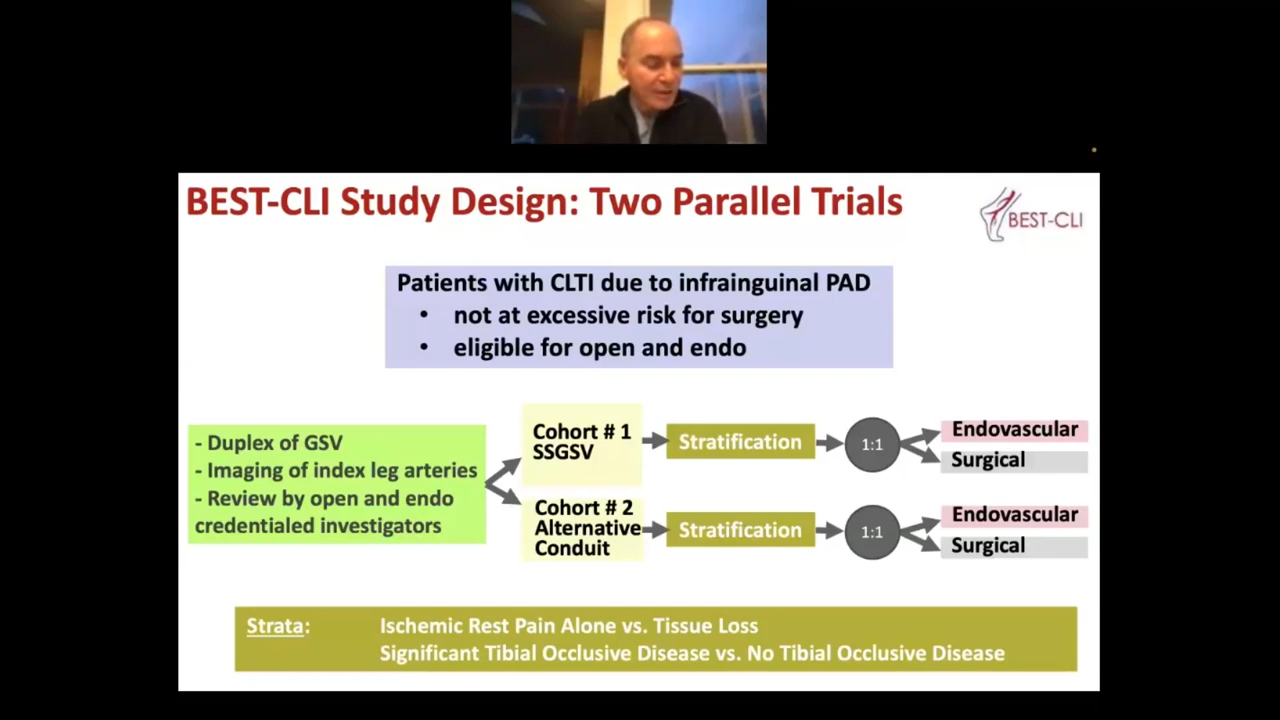 BEST-CLI Study Design: Two Parallel Trials
BEST-CLI
Patients with CLTI due to infrainguinal PAD
• not at excessive risk for surgery
• eligible for open and endo
- Duplex of GSV
- Imaging of index leg arteries
- Review by open and endo
credentialed investigators
Cohort # 1
SSGSV
Stratification
1:1
Endovascular
Surgical
Cohort # 2
Alternative
Conduit
Stratification
1:1
Endovascular
Surgical
Strata: Ischemic Rest Pain Alone vs. Tissue Loss
Significant Tibial Occlusive Disease vs. No Tibial Occlusive Disease